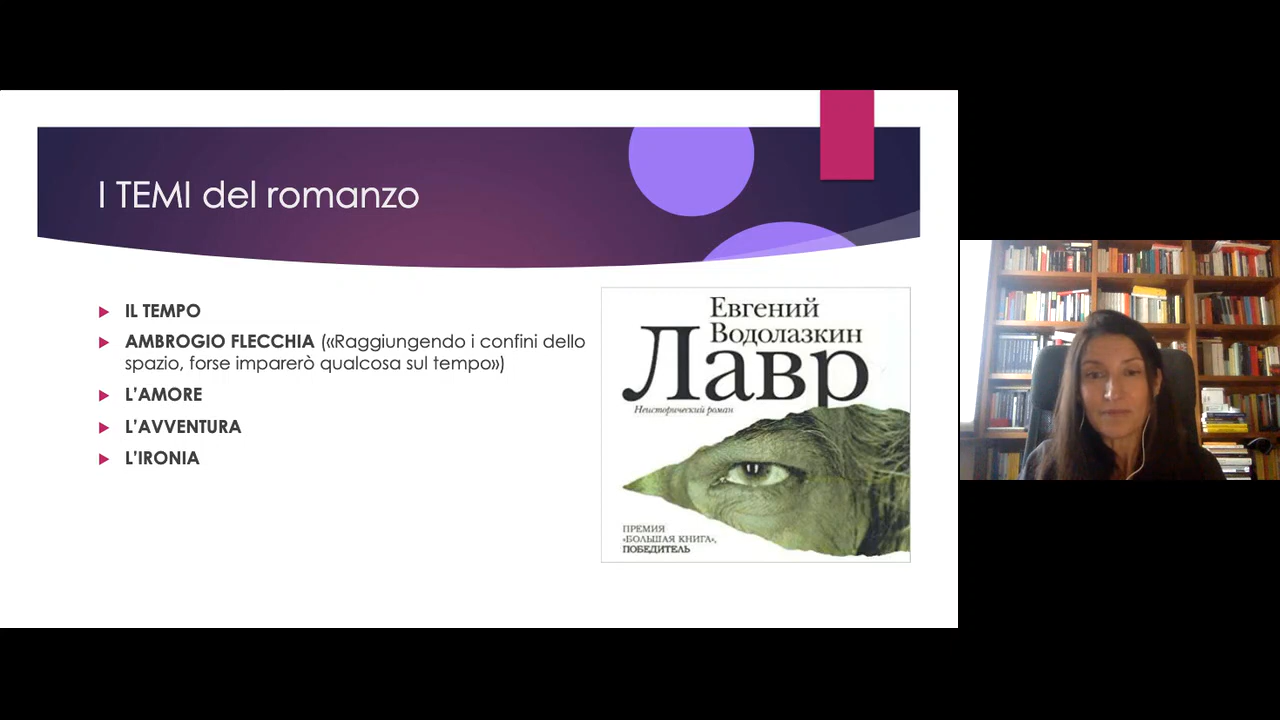 I TEMI del romanzo
IL TEMPO
AMBROGIO FLECCHIA («Raggiungendo i confini dello
spazio, forse imparerò qualcosa sul tempo»)
L'AMORE
L'AVVENTURA
L'IRONIA
Евгений
Водолазкин
Лавр
Неисторический роман
ПРЕМИЯ
«БОЛЬШАЯ КНИГА»,
ПОБЕДИТЕЛЬ